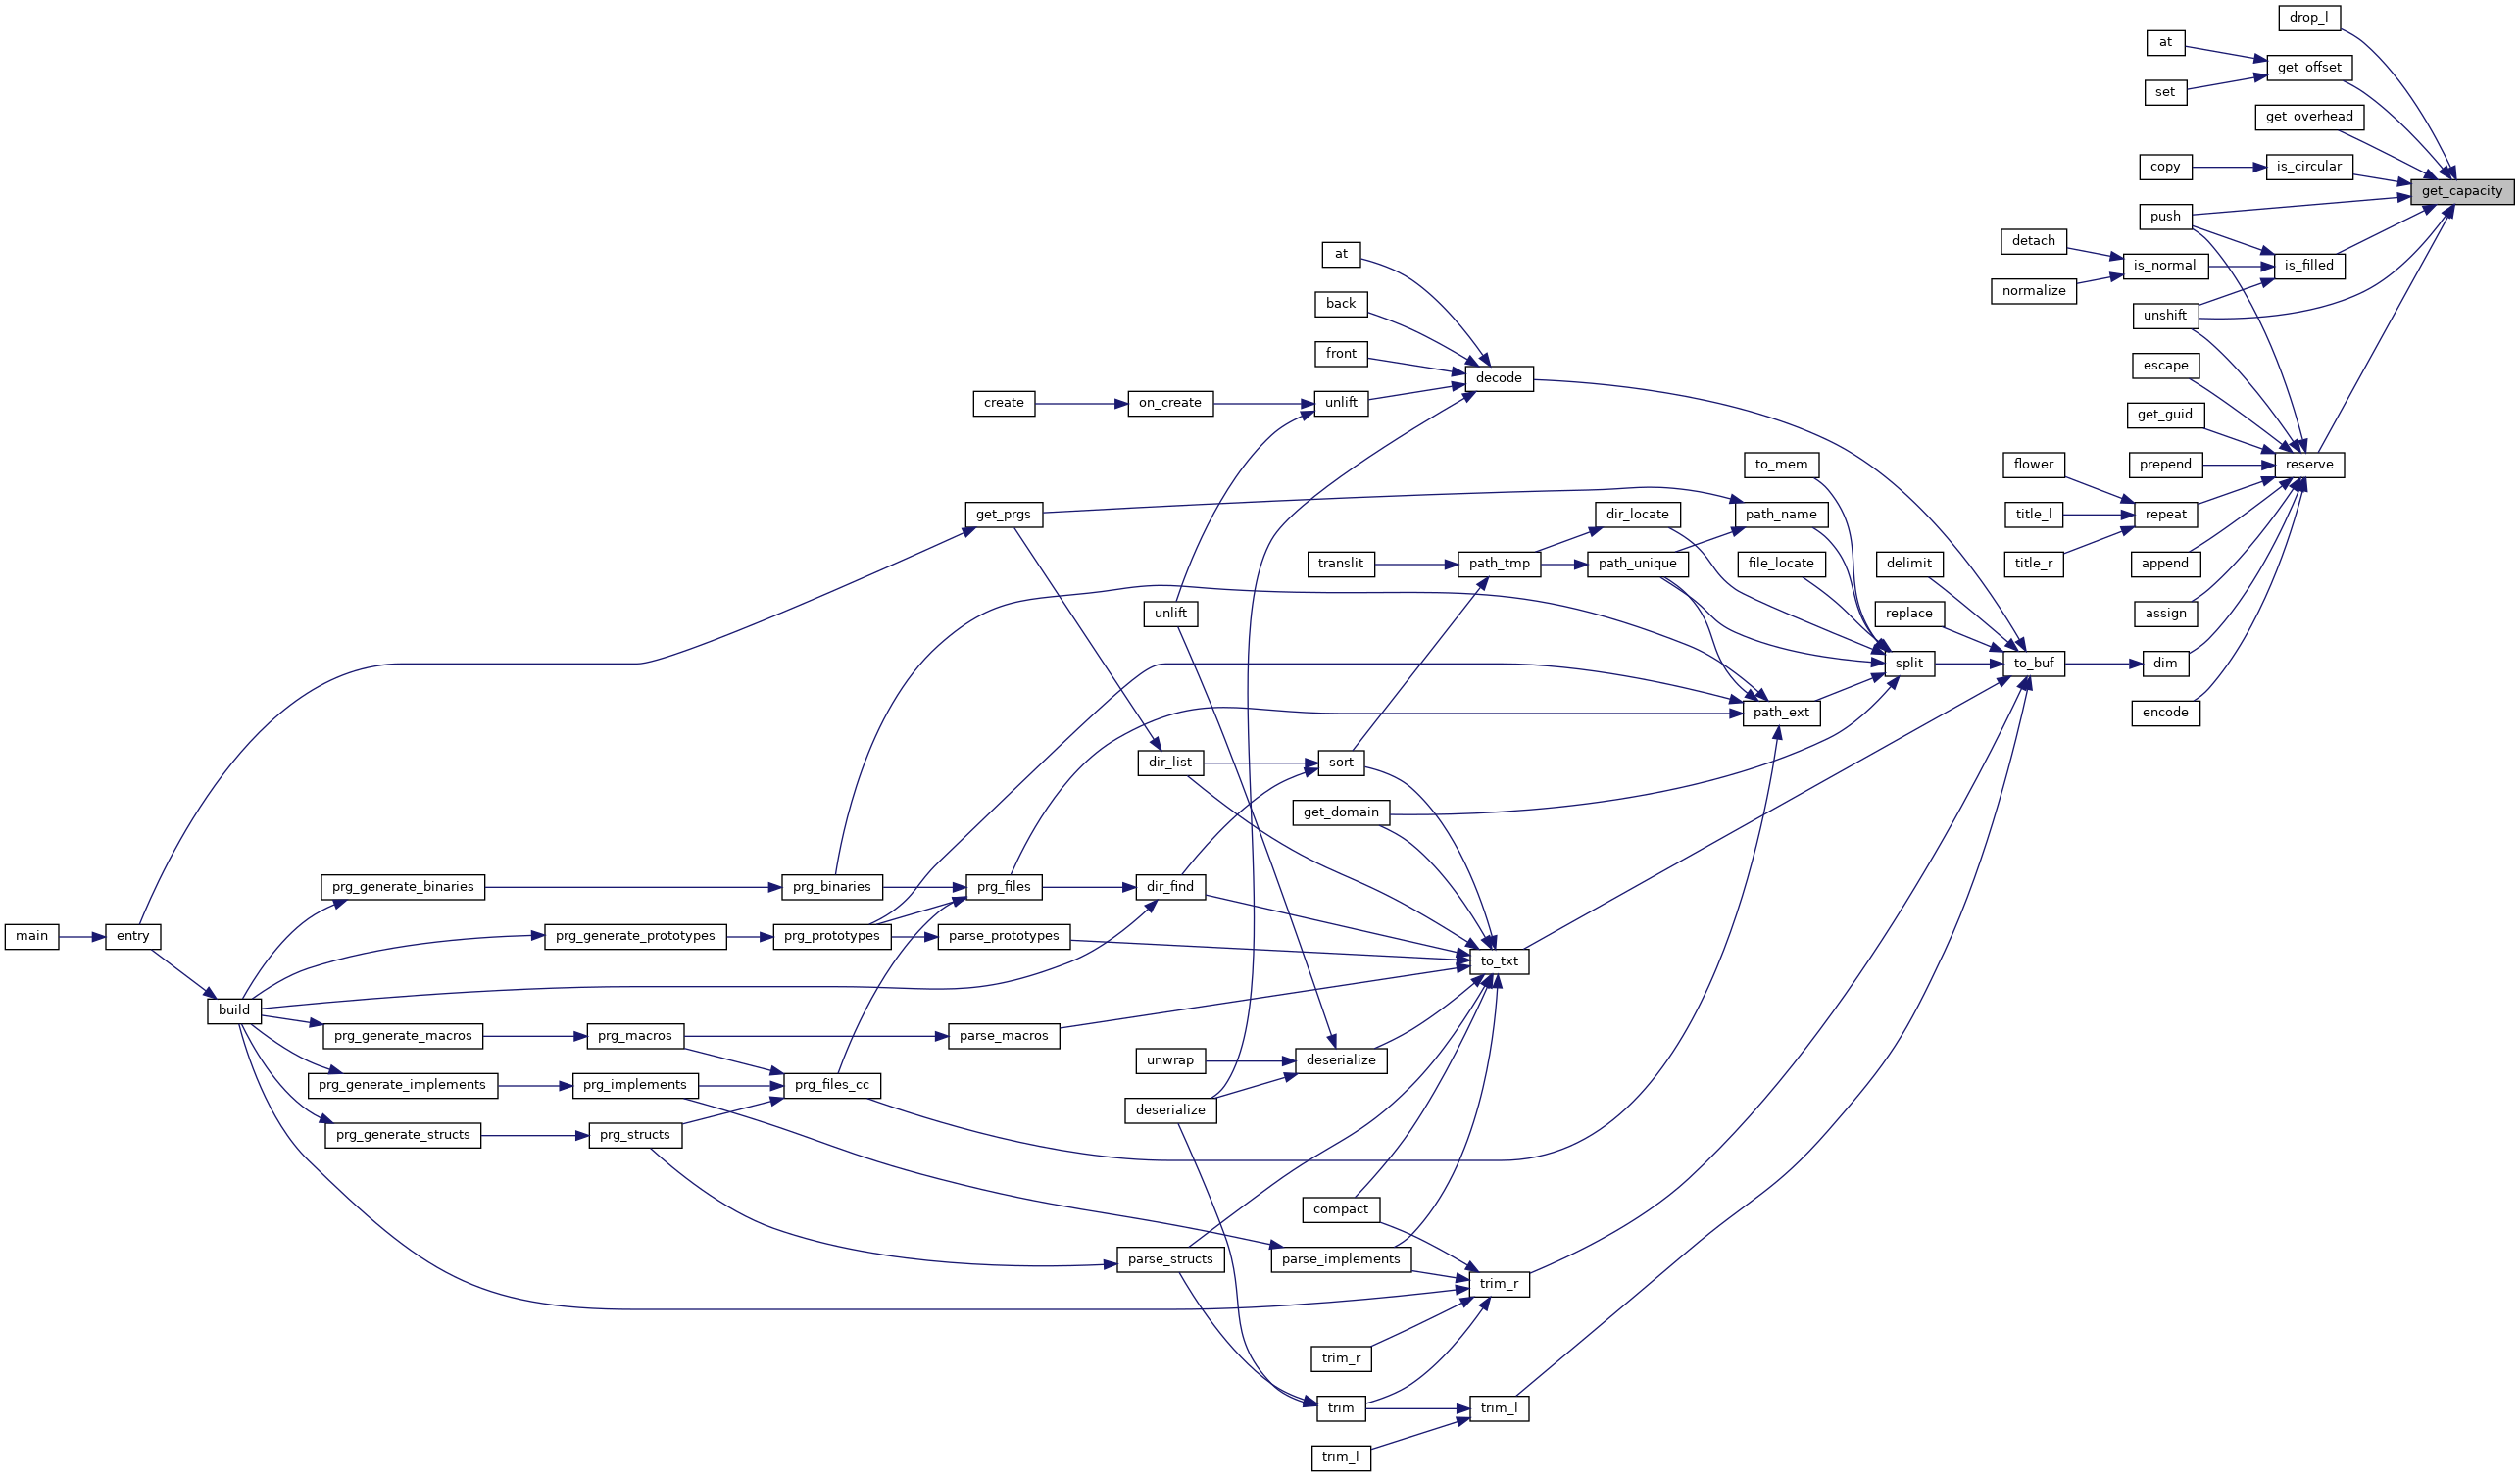 drop_l
at
get_offset
set
get_overhead
copy
is_circular
get_capacity
push
detach
is_normal
is_filled
normalize
unshift
at
back
front
decode
escape
create
on_create
unlift
get_guid
to_mem
flower
prepend
reserve
get_prgs
dir_locate
path_name
title_l
repeat
translit
path_tmp
path_unique
file_locate
delimit
title_r
append
unlift
replace
assign
split
to_buf
dim
path_ext
encode
dir_list
sort
get_domain
prg_generate_binaries
prg_binaries
prg_files
dir_find
main
entry
prg_generate_prototypes
prg_prototypes
parse_prototypes
to_txt
build
prg_generate_macros
prg_macros
parse_macros
unwrap
deserialize
prg_generate_implements
prg_implements
prg_files_cc
deserialize
prg_generate_structs
prg_structs
compact
parse_structs
parse_implements
trim_r
trim_r
trim
trim_l
trim_l